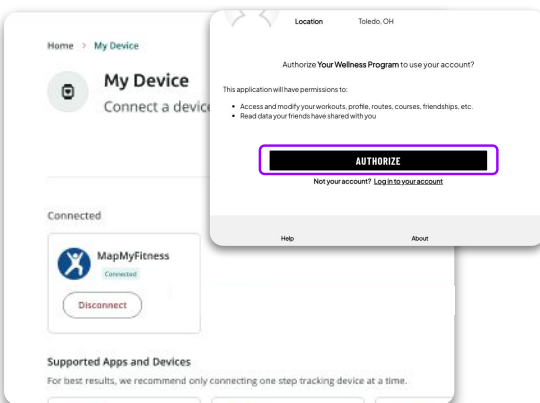 Home > My Device
My Device
Connect a device
Connected
MapMyFitness
Connected
Disconnect
Supported Apps and Devices
For best results, we recommend only connecting one step tracking device at a time.
Location Toledo, OH
Authorize Your Wellness Program to use your account?
This application will have permissions to:
• Access and modify your workouts, profile, routes, courses, friendships, etc.
• Read data your friends have shared with you
AUTHORIZE
Not your account? Log in to your account
Help About